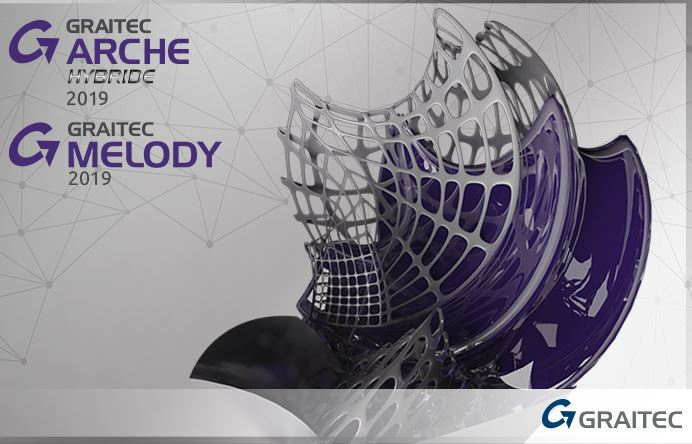 GRAITEC
ARCHE
HYBRIDE
2019
GRAITEC
MELODY
2019
GRAITEC